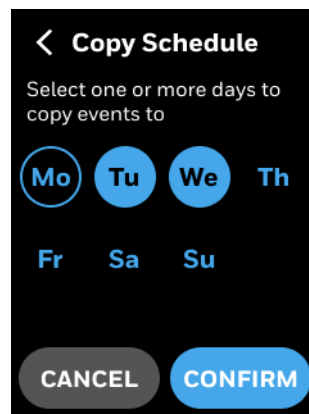 Copy Schedule
Select one or more days to
copy events to
Mo Tu We Th
Fr Sa Su
CANCEL CONFIRM